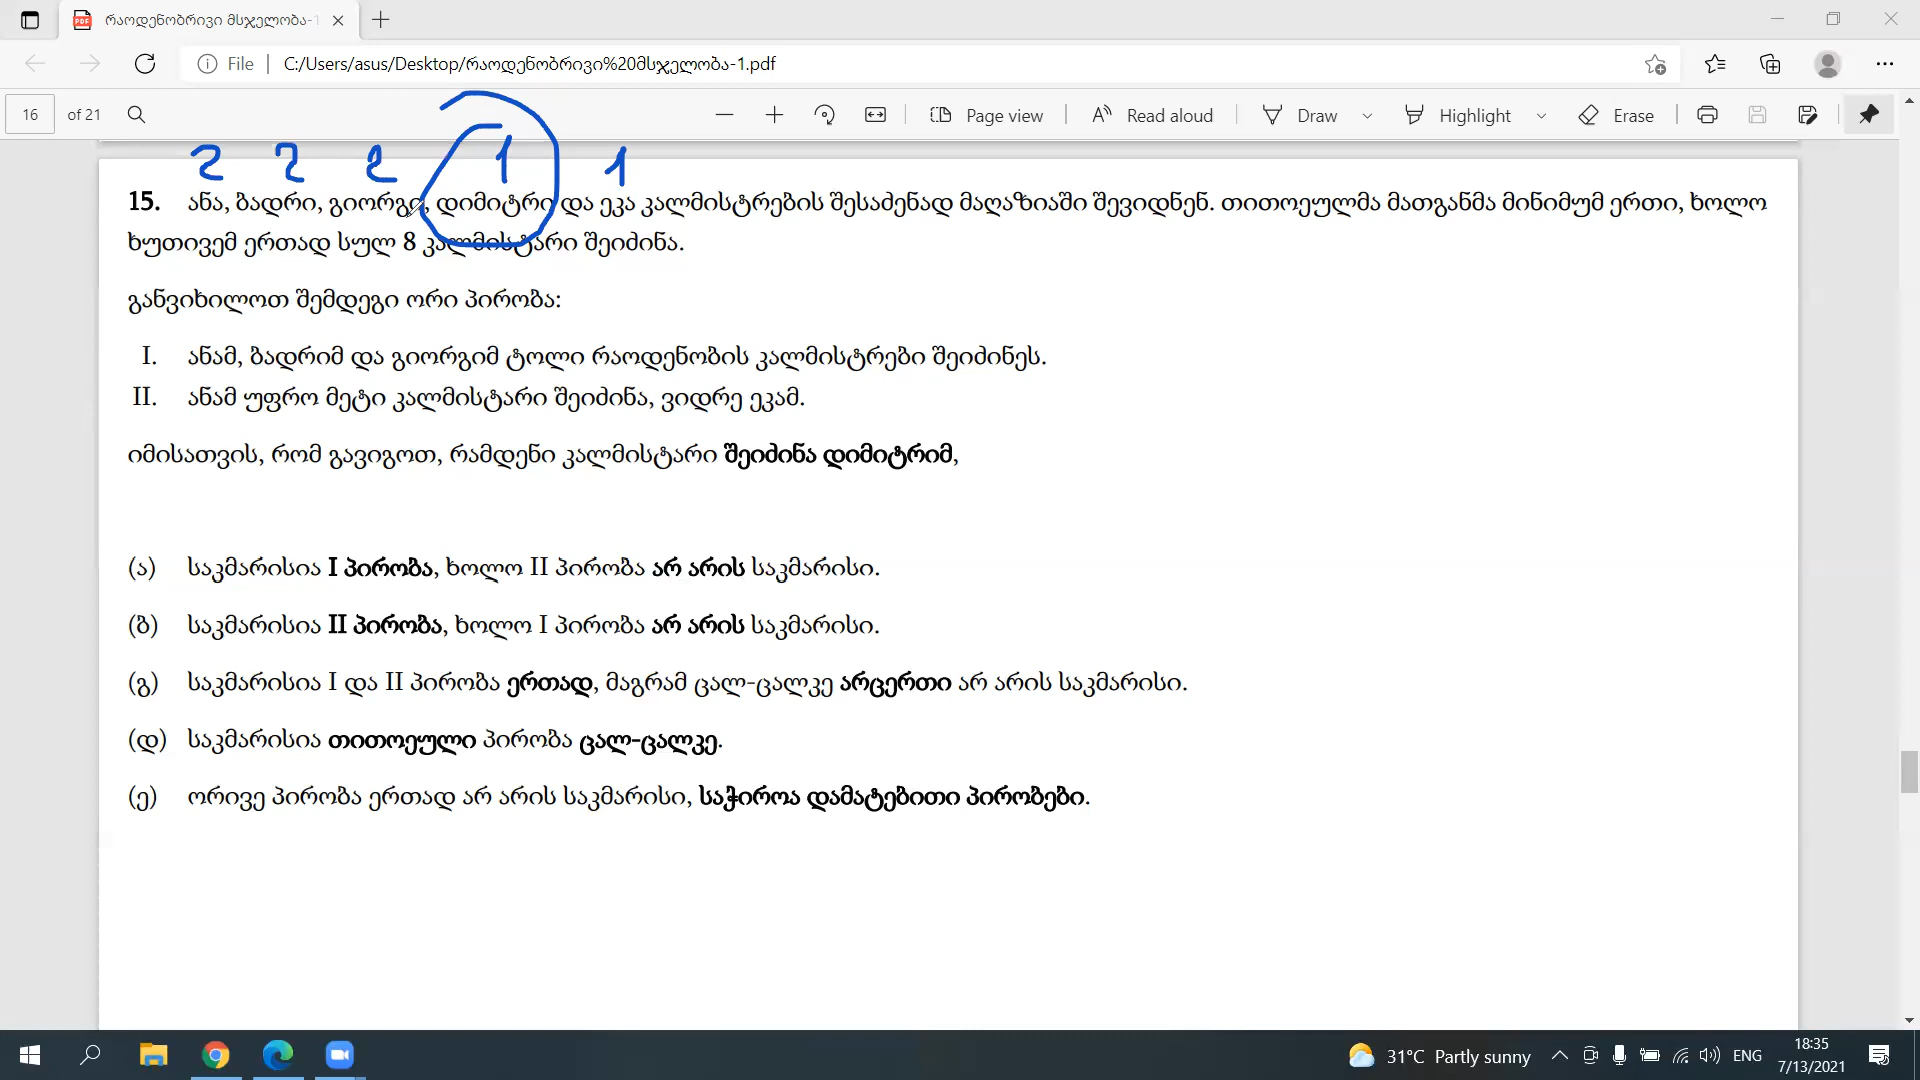 რაოდენობრივი მსჯელობა-1
File
C:/Users/asus/Desktop/რაოდენობრივი%20მსჯელობა-1.pdf
16 of 21
Page view
Read aloud
Draw
Highlight
Erase
2 2 2 1 1
15. ანა, ბადრი, გიორგი, დიმიტრი და ეკა კალმისტრების შესაძენად მაღაზიაში შევიდნენ. თითოეულმა მათგანმა მინიმუმ ერთი, ხოლო
ხუთივემ ერთად სულ 8 კალმისტარი შეიძინა.
განვიხილოთ შემდეგი ორი პირობა:
I. ანამ, ბადრიმ და გიორგიმ ტოლი რაოდენობის კალმისტრები შეიძინეს.
II. ანამ უფრო მეტი კალმისტარი შეიძინა, ვიდრე ეკამ.
იმისათვის, რომ გავიგოთ, რამდენი კალმისტარი შეიძინა დიმიტრიმ,
(ა) საკმარისია I პირობა, ხოლო II პირობა არ არის საკმარისი.
(ბ) საკმარისია II პირობა, ხოლო I პირობა არ არის საკმარისი.
(გ) საკმარისია I და II პირობა ერთად, მაგრამ ცალ-ცალკე არცერთი არ არის საკმარისი.
(დ) საკმარისია თითოეული პირობა ცალ-ცალკე.
(ე) ორივე პირობა ერთად არ არის საკმარისი, საჭიროა დამატებითი პირობები.
31°C Partly sunny
ENG
18:35
7/13/2021